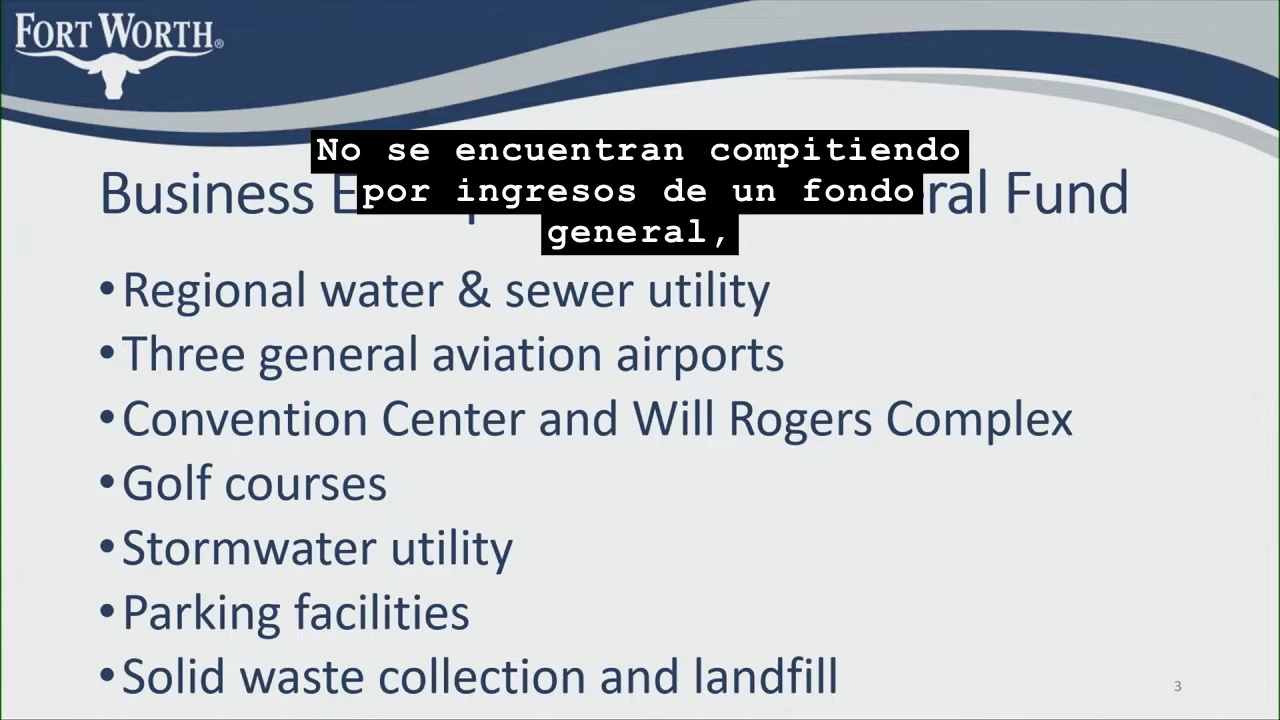 FORT WORTH®
No se encuentran compitiendo
por ingresos de un fondo
general,
Business Fund
• Regional water & sewer utility
• Three general aviation airports
• Convention Center and Will Rogers Complex
• Golf courses
• Stormwater utility
• Parking facilities
• Solid waste collection and landfill
3